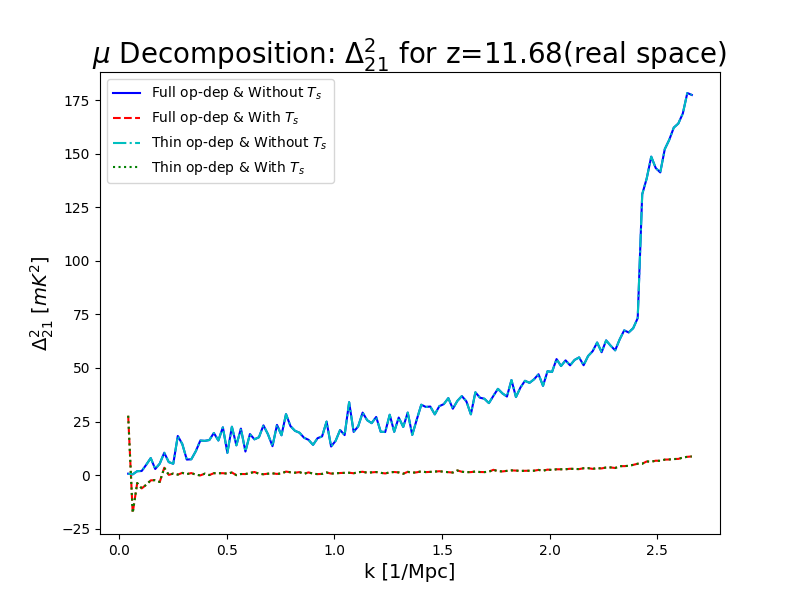 μ Decomposition: Δ²₂₁ for z=11.68(real space)
Full op-dep & Without Tₛ
Full op-dep & With Tₛ
Thin op-dep & Without Tₛ
Thin op-dep & With Tₛ
175
150
125
100
75
50
25
0
−25
Δ²₂₁ [mK²]
0.0 0.5 1.0 1.5 2.0 2.5
k [1/Mpc]